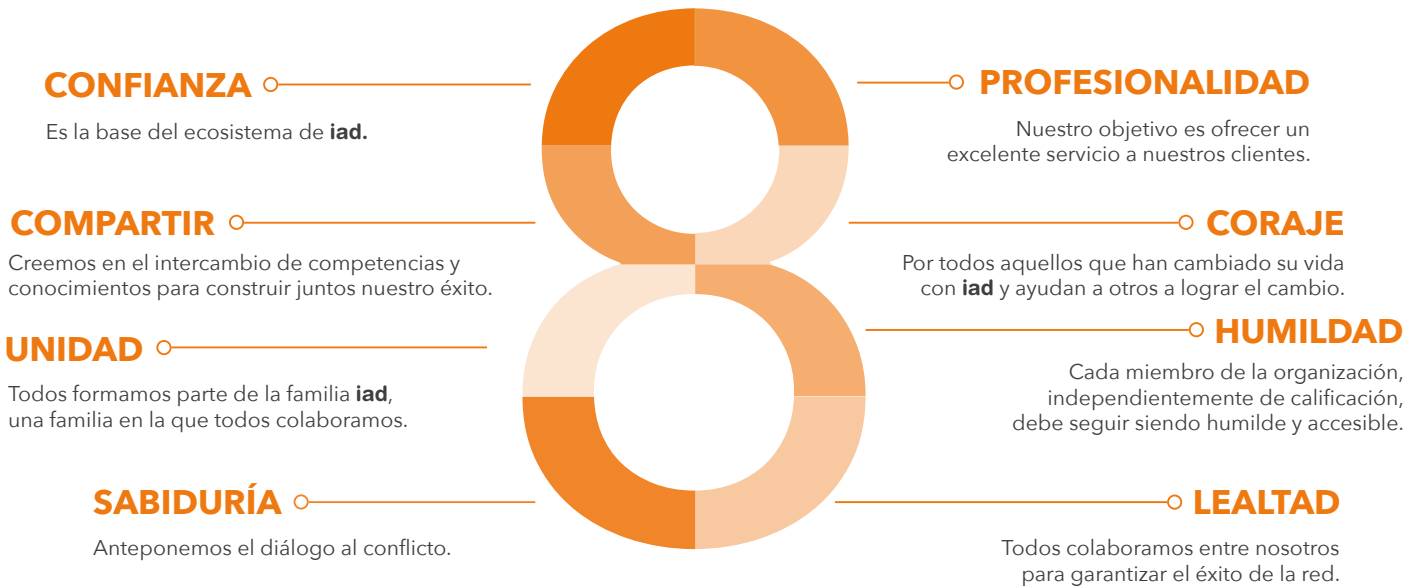 CONFIANZA
Es la base del ecosistema de iad.
COMPARTIR
Creemos en el intercambio de competencias y
conocimientos para construir juntos nuestro éxito.
UNIDAD
Todos formamos parte de la familia iad,
una familia en la que todos colaboramos.
SABIDURÍA
Anteponemos el diálogo al conflicto.
PROFESIONALIDAD
Nuestro objetivo es ofrecer un
excelente servicio a nuestros clientes.
CORAJE
Por todos aquellos que han cambiado su vida
con iad y ayudan a otros a lograr el cambio.
HUMILDAD
Cada miembro de la organización,
independientemente de calificación,
debe seguir siendo humilde y accesible.
LEALTAD
Todos colaboramos entre nosotros
para garantizar el éxito de la red.